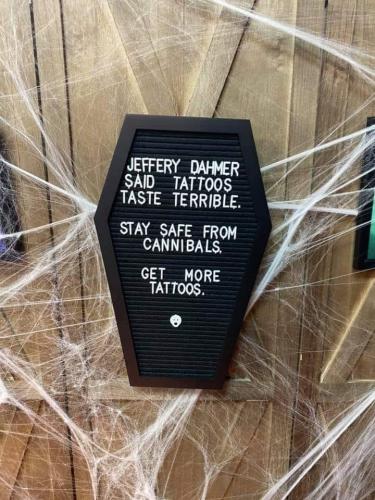 JEFFERY DAHMER
SAID TATTOOS
TASTE TERRIBLE.
STAY SAFE FROM
CANNIBALS.
GET MORE
TATTOOS.